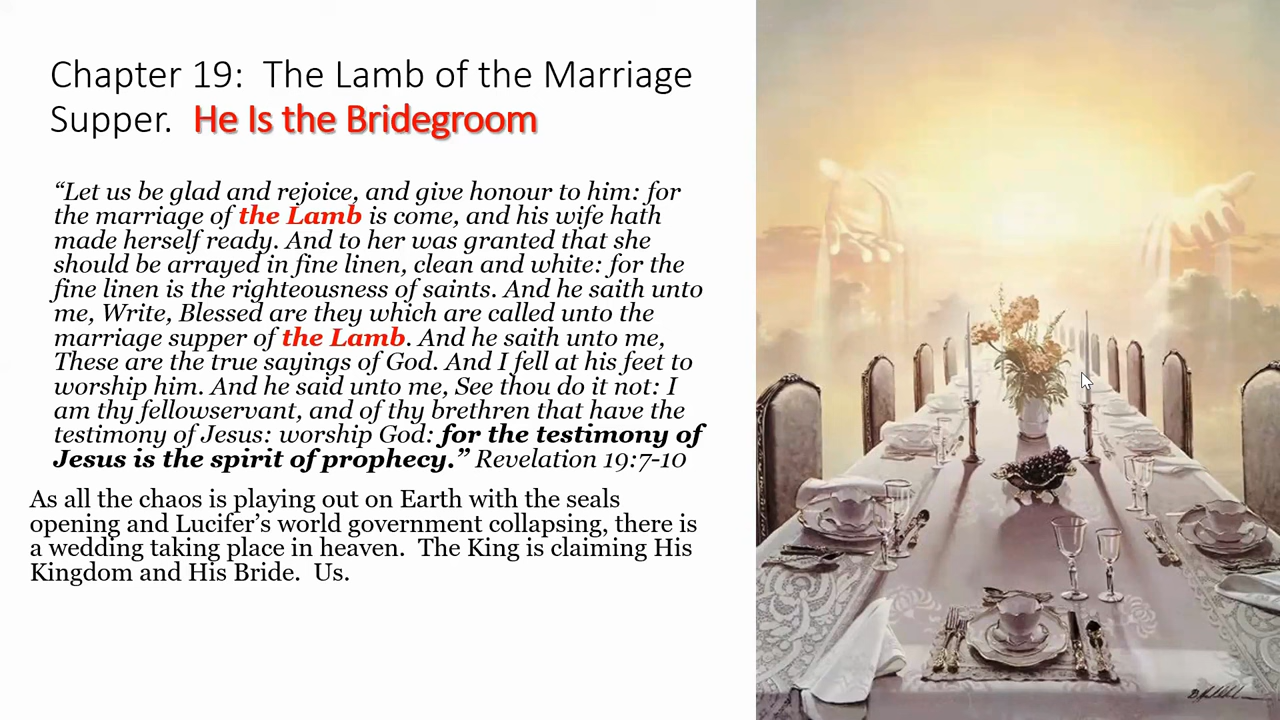 Chapter 19:  The Lamb of the Marriage
Supper.  He Is the Bridegroom
“Let us be glad and rejoice, and give honour to him: for
the marriage of the Lamb is come, and his wife hath
made herself ready. And to her was granted that she
should be arrayed in fine linen, clean and white: for the
fine linen is the righteousness of saints. And he saith unto
me, Write, Blessed are they which are called unto the
marriage supper of the Lamb. And he saith unto me,
These are the true sayings of God. And I fell at his feet to
worship him. And he said unto me, See thou do it not: I
am thy fellowservant, and of thy brethren that have the
testimony of Jesus: worship God: for the testimony of
Jesus is the spirit of prophecy.” Revelation 19:7-10
As all the chaos is playing out on Earth with the seals
opening and Lucifer’s world government collapsing, there is
a wedding taking place in heaven.  The King is claiming His
Kingdom and His Bride.  Us.